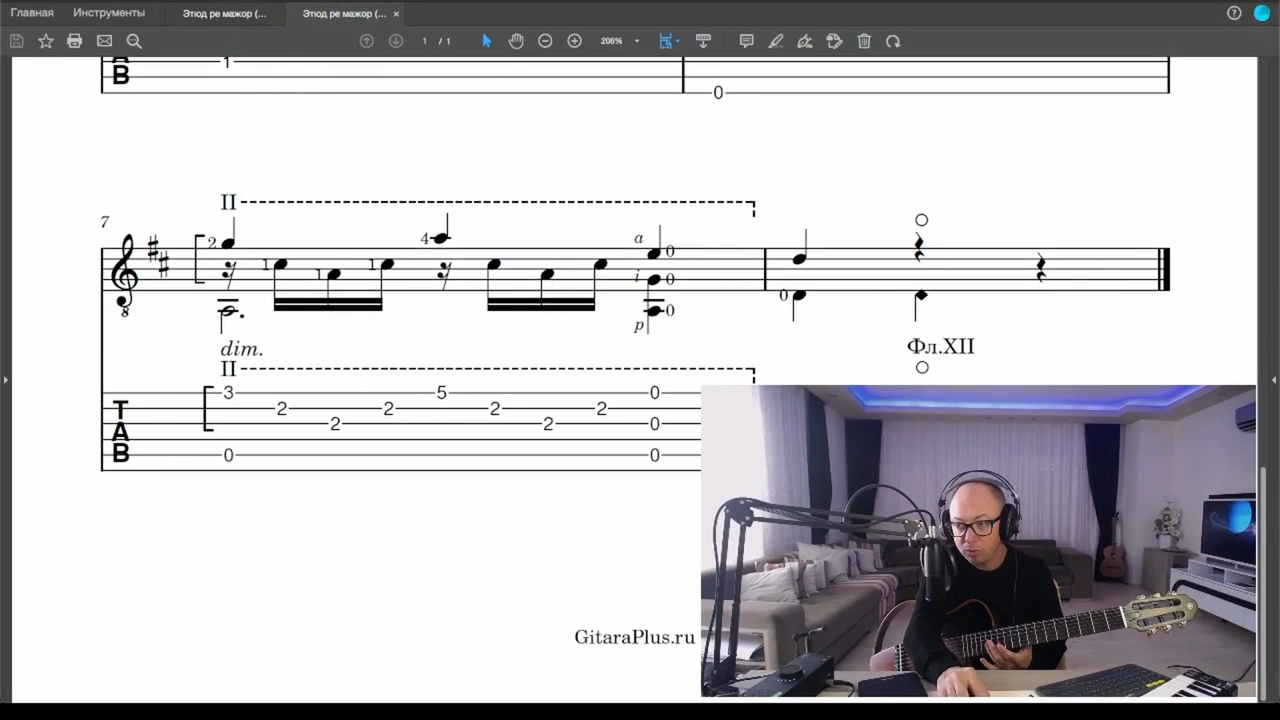 Главная Инструменты Этюд ре мажор (... Этюд ре мажор (... ×
1 / 1 206%
A
B 1 0
II
7
2 4 a 0
1 1 1 i 0
8 0 0
p
dim. Фл.XII
II
T
A
B
3 5 0
2 2 2 2
2 2 0
0 0
GitaraPlus.ru